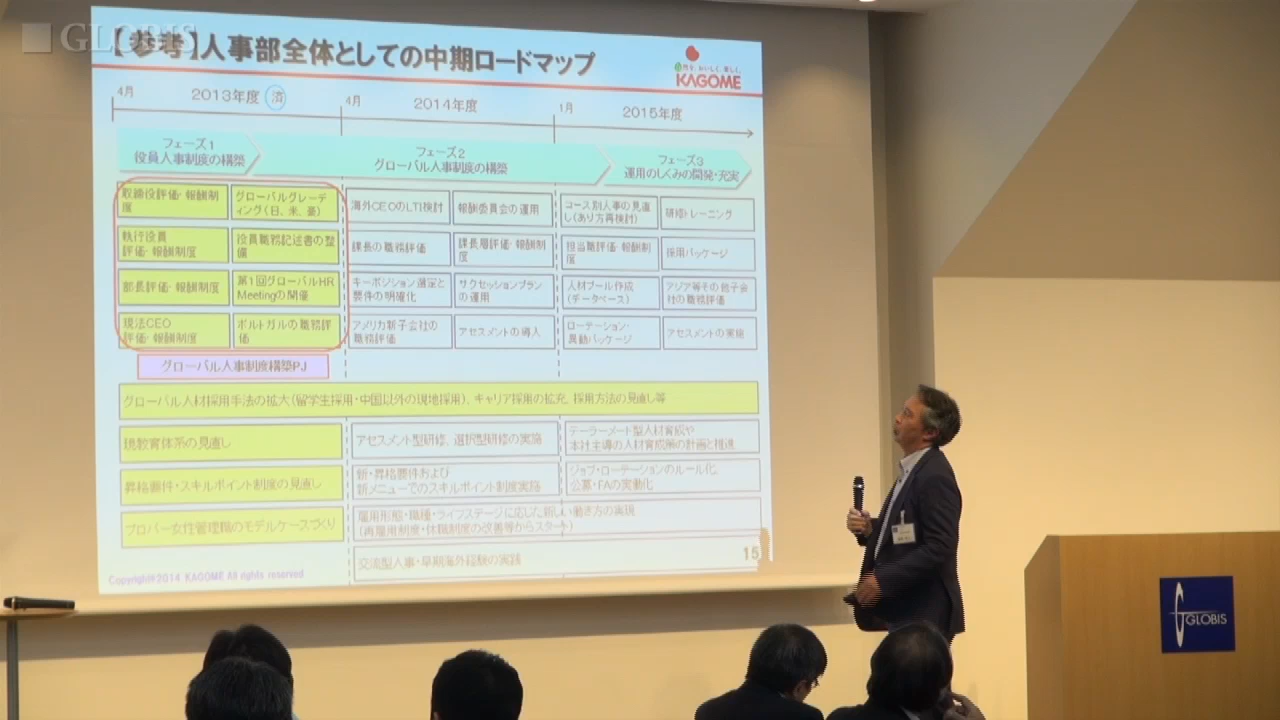 GLOBIS
【参考】人事部全体としての中期ロードマップ
自然を、おいしく、楽しく。
KAGOME
4月
2013年度
済
4月
2014年度
1月
2015年度
フェーズ1
役員人事制度の構築
フェーズ2
グローバル人事制度の構築
フェーズ3
運用のしくみの開発・充実
取締役評価・報酬制
度
グローバルグレーデ
ィング(日、米、豪)
海外CEOのLTI検討
報酬委員会の運用
コース別人事の見直
し(あり方再検討)
研修トレーニング
執行役員
評価・報酬制度
役員職務記述書の整
備
課長の職務評価
課長層評価・報酬制
度
担当職評価・報酬制
度
採用パッケージ
部長評価・報酬制度
第1回グローバルHR
Meetingの開催
キーポジション選定と
要件の明確化
サクセッションプラン
の運用
人材プール作成
(データベース)
アジア等その他子会
社の職務評価
現法CEO
評価・報酬制度
ポルトガルの職務評
価
アメリカ新子会社の
職務評価
アセスメントの導入
ローテーション・
異動パッケージ
アセスメントの実施
グローバル人事制度構築PJ
グローバル人材採用手法の拡大(留学生採用・中国以外の現地採用)、キャリア採用の拡充、採用方法の見直し等
現教育体系の見直し
アセスメント型研修、選択型研修の実施
テーラーメート型人材育成や
本社主導の人材育成策の計画と推進
昇格要件・スキルポイント制度の見直し
新・昇格要件および
新メニューでのスキルポイント制度実施
ジョブ・ローテーションのルール化、
公募・FAの実動化
プロパー女性管理職のモデルケースづくり
雇用形態・職種・ライフステージに応じた新しい働き方の実現
(再雇用制度・休職制度の改善等からスタート)
交流型人事・早期海外経験の実践
15
Copyright©2014 KAGOME All rights reserved
GLOBIS